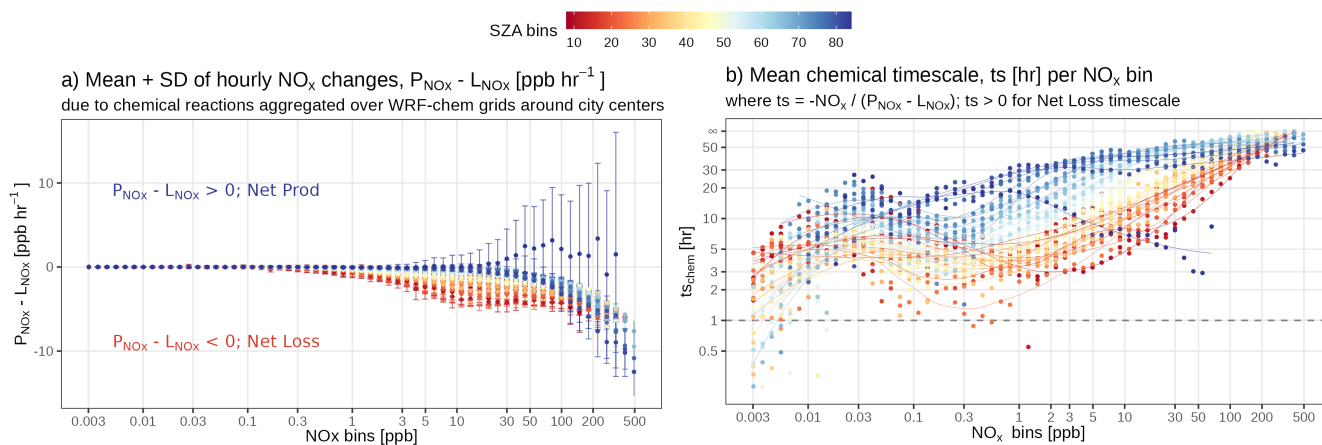 SZA bins
10 20 30 40 50 60 70 80
a) Mean + SD of hourly NOx changes, PNOx - LNOx [ppb hr−1 ]
due to chemical reactions aggregated over WRF-chem grids around city centers
PNOx - LNOx [ppb hr−1 ]
10
0
-10
PNOx - LNOx > 0; Net Prod
PNOx - LNOx < 0; Net Loss
0.003 0.01 0.03 0.1 0.3 1 3 5 10 30 50 100 200 500
NOx bins [ppb]
b) Mean chemical timescale, ts [hr] per NOx bin
where ts = -NOx / (PNOx - LNOx); ts > 0 for Net Loss timescale
tschem [hr]
∞
50
30
20
10
5
3
2
1
0.5
0.003 0.01 0.03 0.1 0.3 1 2 3 5 10 30 50 100 200 500
NOx bins [ppb]